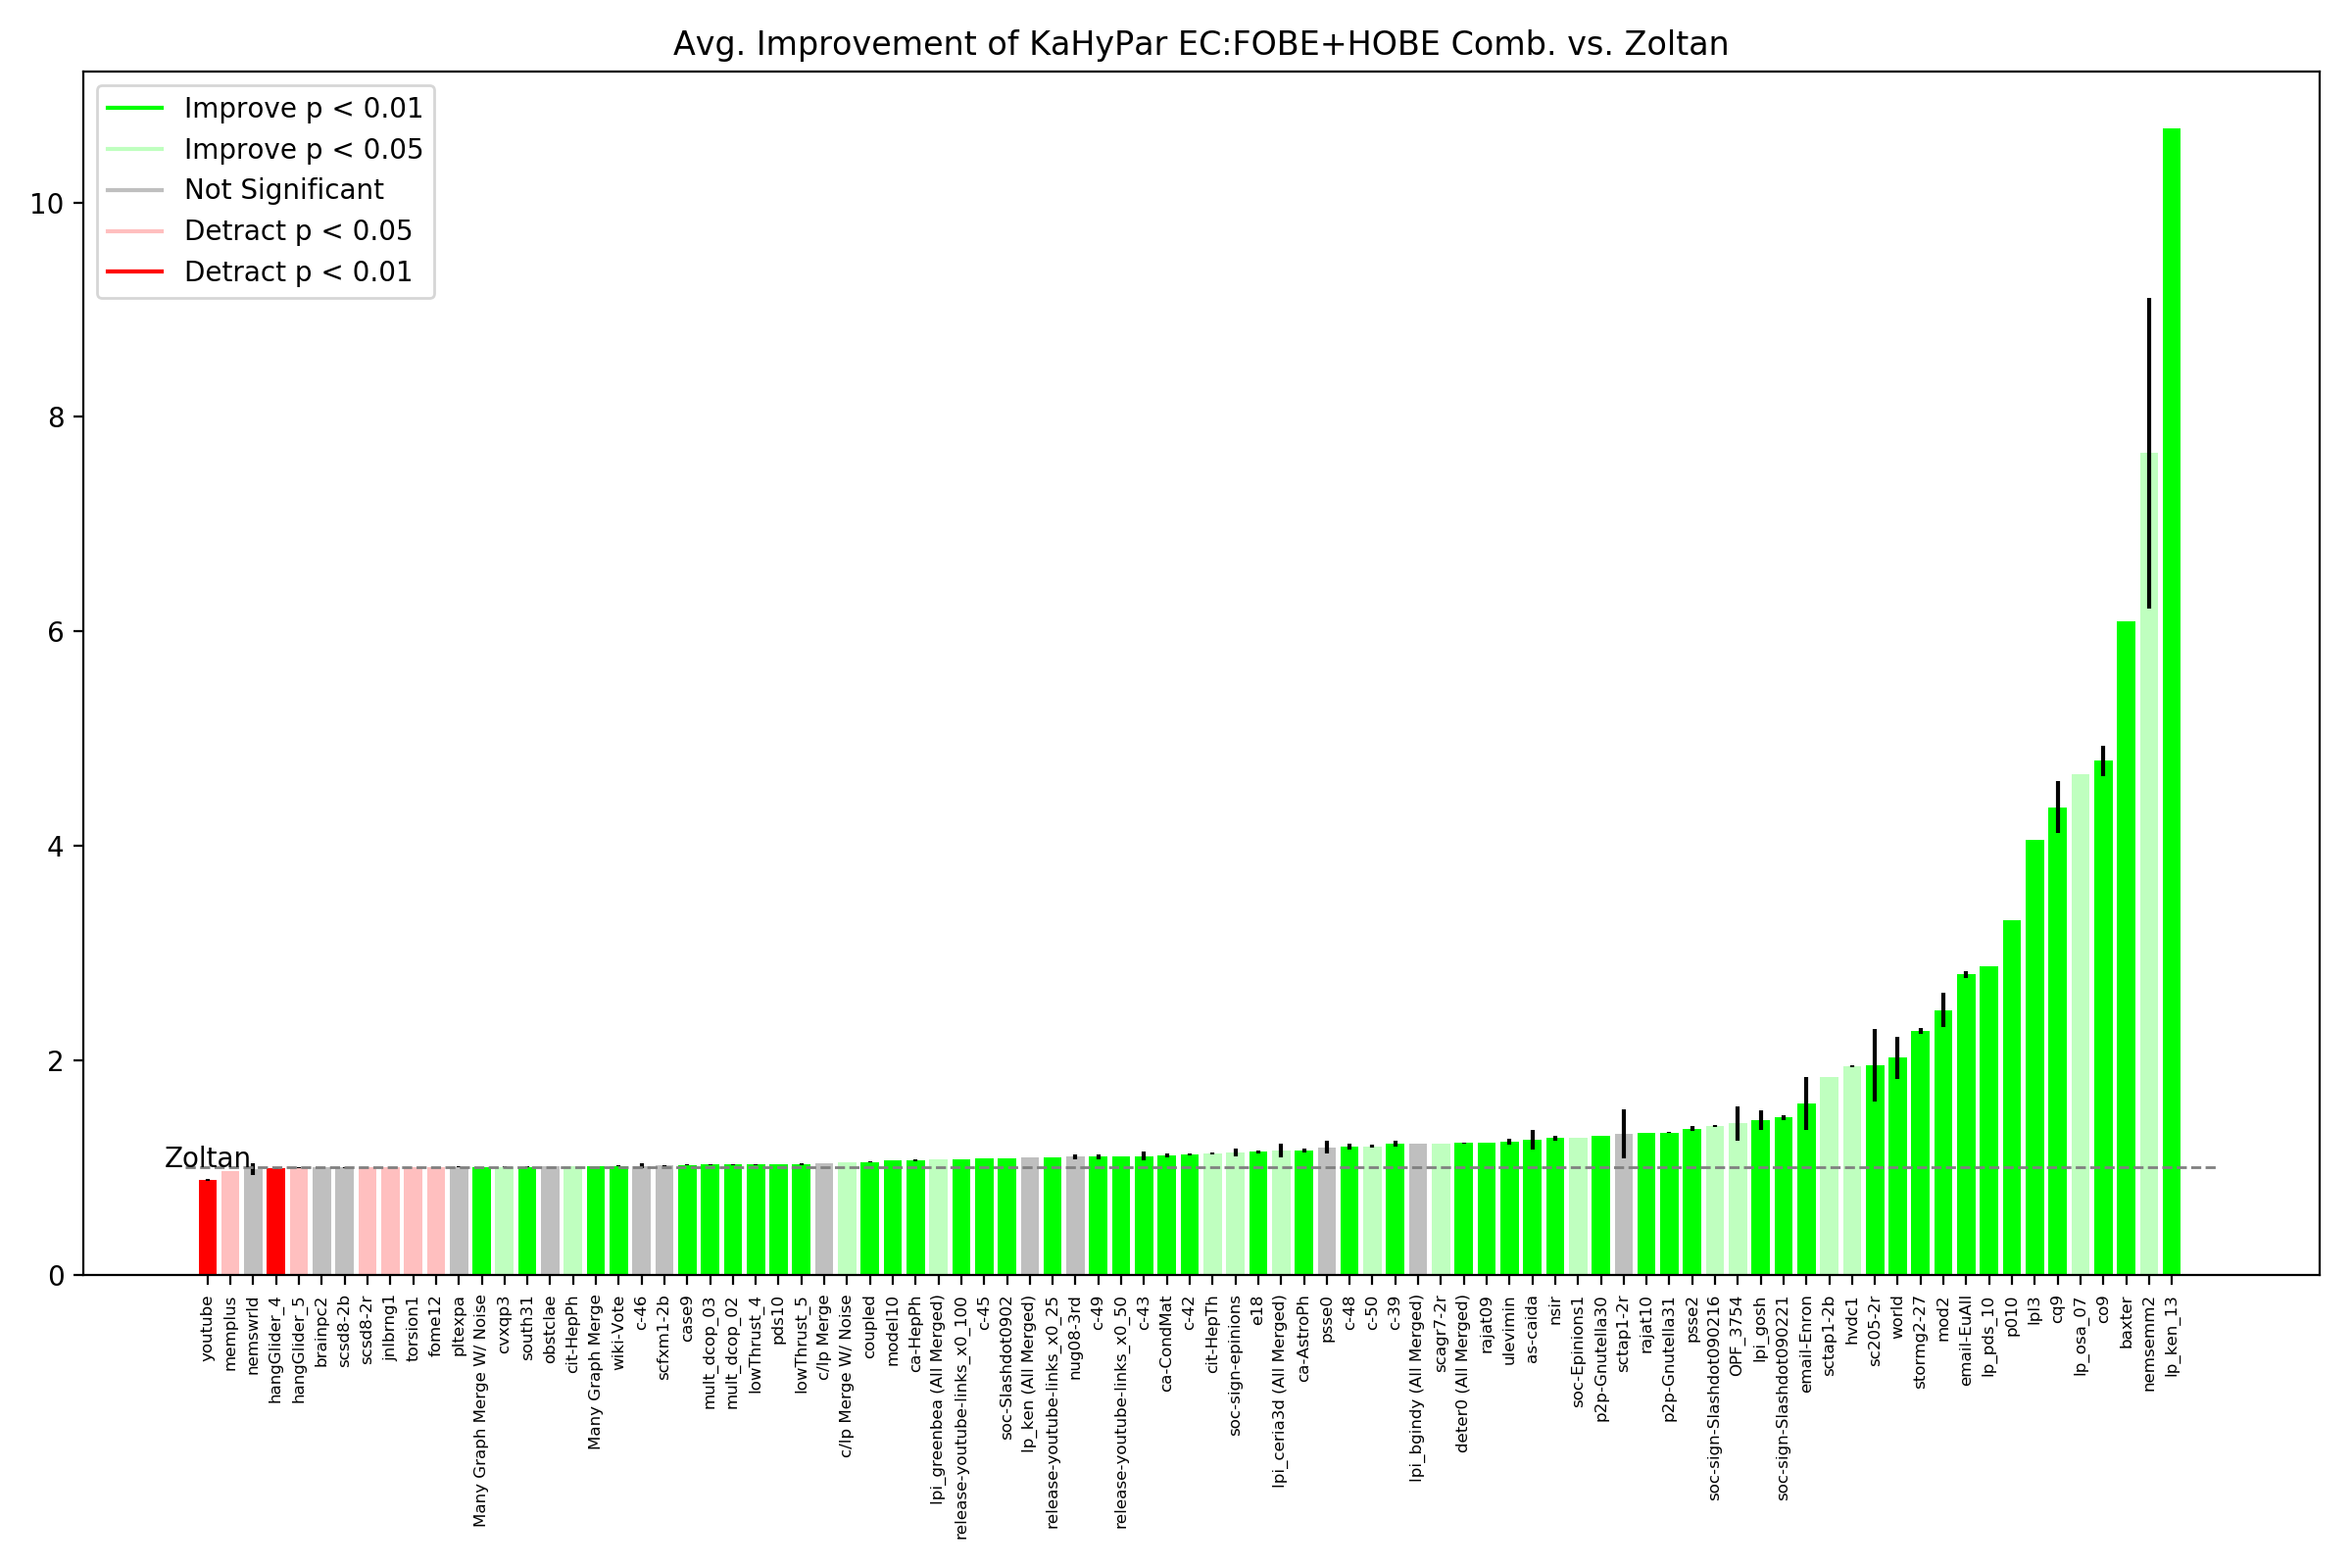 Avg. Improvement of KaHyPar EC:FOBE+HOBE Comb. vs. Zoltan
Improve p < 0.01
Improve p < 0.05
Not Significant
Detract p < 0.05
Detract p < 0.01
10
8
6
4
2
0
Zoltan
youtube
memplus
nemswrld
hangGlider_4
hangGlider_5
brainpc2
scsd8-2b
scsd8-2r
jnlbrng1
torsion1
fome12
pltexpa
Many Graph Merge W/ Noise
cvxqp3
south31
obstclae
cit-HepPh
Many Graph Merge
wiki-Vote
c-46
scfxm1-2b
case9
mult_dcop_03
mult_dcop_02
lowThrust_4
pds10
lowThrust_5
c/lp Merge
c/lp Merge W/ Noise
coupled
model10
ca-HepPh
lpi_greenbea (All Merged)
release-youtube-links_x0_100
c-45
soc-Slashdot0902
lp_ken (All Merged)
release-youtube-links_x0_25
nug08-3rd
c-49
release-youtube-links_x0_50
c-43
ca-CondMat
c-42
cit-HepTh
soc-sign-epinions
e18
lpi_ceria3d (All Merged)
ca-AstroPh
psse0
c-48
c-50
c-39
lpi_bgindy (All Merged)
scagr7-2r
deter0 (All Merged)
rajat09
ulevimin
as-caida
nsir
soc-Epinions1
p2p-Gnutella30
sctap1-2r
rajat10
p2p-Gnutella31
psse2
soc-sign-Slashdot090216
OPF_3754
lpi_gosh
soc-sign-Slashdot090221
email-Enron
sctap1-2b
hvdc1
sc205-2r
world
stormg2-27
mod2
email-EuAll
lp_pds_10
p010
lpl3
cq9
lp_osa_07
co9
baxter
nemsemm2
lp_ken_13